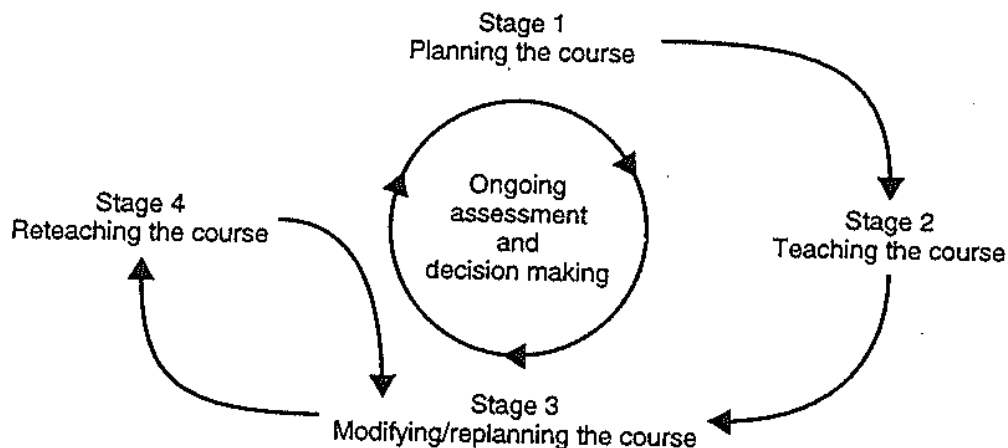 Stage 1
Planning the course
Ongoing
assessment
and
decision making
Stage 4
Reteaching the course
Stage 2
Teaching the course
Stage 3
Modifying/replanning the course